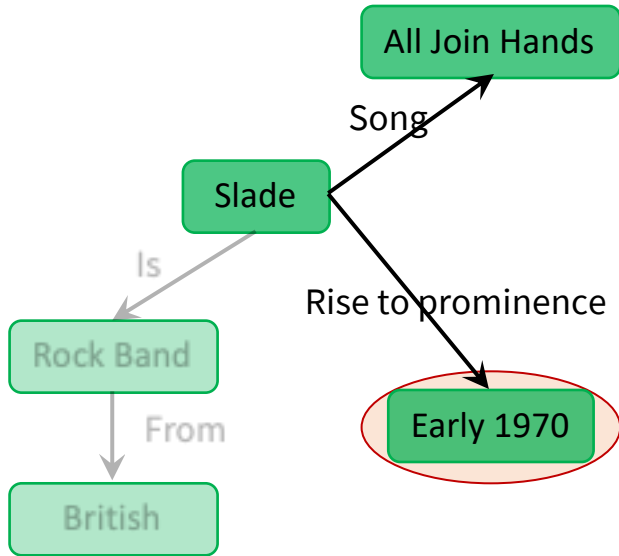 All Join Hands
Song
Slade
Is
Rise to prominence
Rock Band
Early 1970
From
British